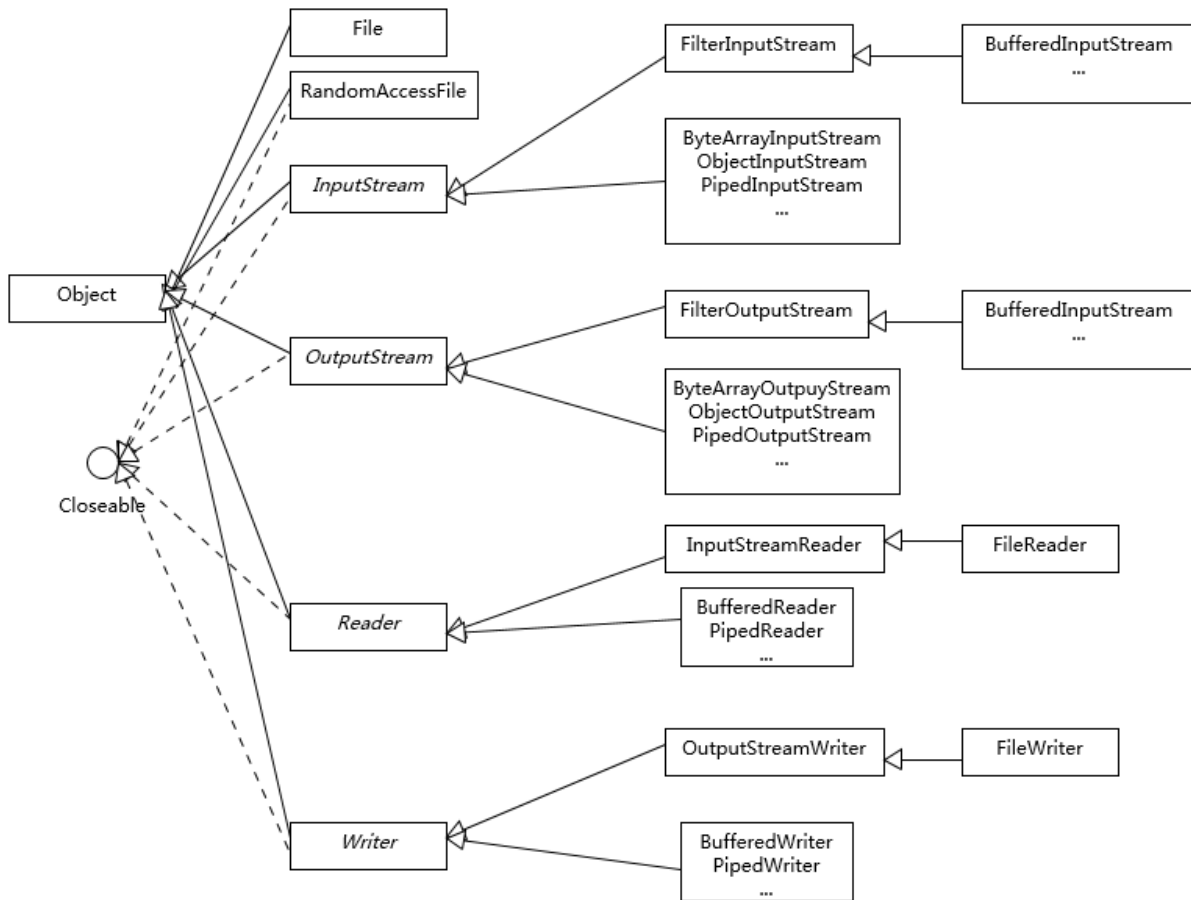 File
RandomAccessFile
InputStream
Object
OutputStream
Closeable
Reader
Writer
FilterInputStream
BufferedInputStream
...
ByteArrayInputStream
ObjectInputStream
PipedInputStream
...
FilterOutputStream
BufferedInputStream
...
ByteArrayOutpuyStream
ObjectOutputStream
PipedOutputStream
...
InputStreamReader
FileReader
BufferedReader
PipedReader
...
OutputStreamWriter
FileWriter
BufferedWriter
PipedWriter
...